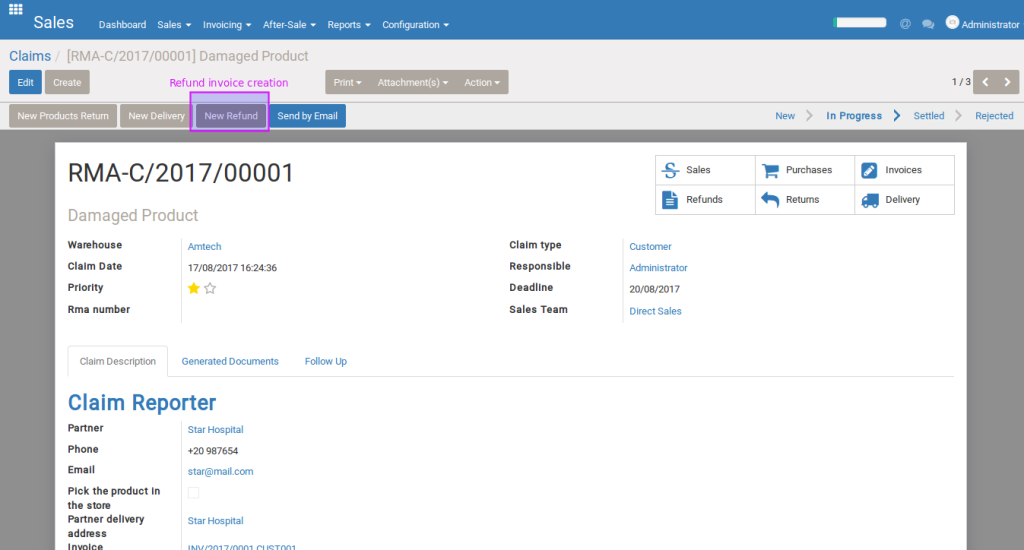 Sales Dashboard Sales Invoicing After-Sale Reports Configuration @ Administrator
Claims / [RMA-C/2017/00001] Damaged Product
Edit Create Refund invoice creation Print Attachment(s) Action 1 / 3
New Products Return New Delivery New Refund Send by Email New In Progress Settled Rejected
RMA-C/2017/00001
Sales Purchases Invoices
Refunds Returns Delivery
Damaged Product
Warehouse Amtech Claim type Customer
Claim Date 17/08/2017 16:24:36 Responsible Administrator
Priority Deadline 20/08/2017
Rma number Sales Team Direct Sales
Claim Description Generated Documents Follow Up
Claim Reporter
Partner Star Hospital
Phone +20 987654
Email star@mail.com
Pick the product in
the store
Partner delivery Star Hospital
address
Invoice INV/2017/0001 CUST001